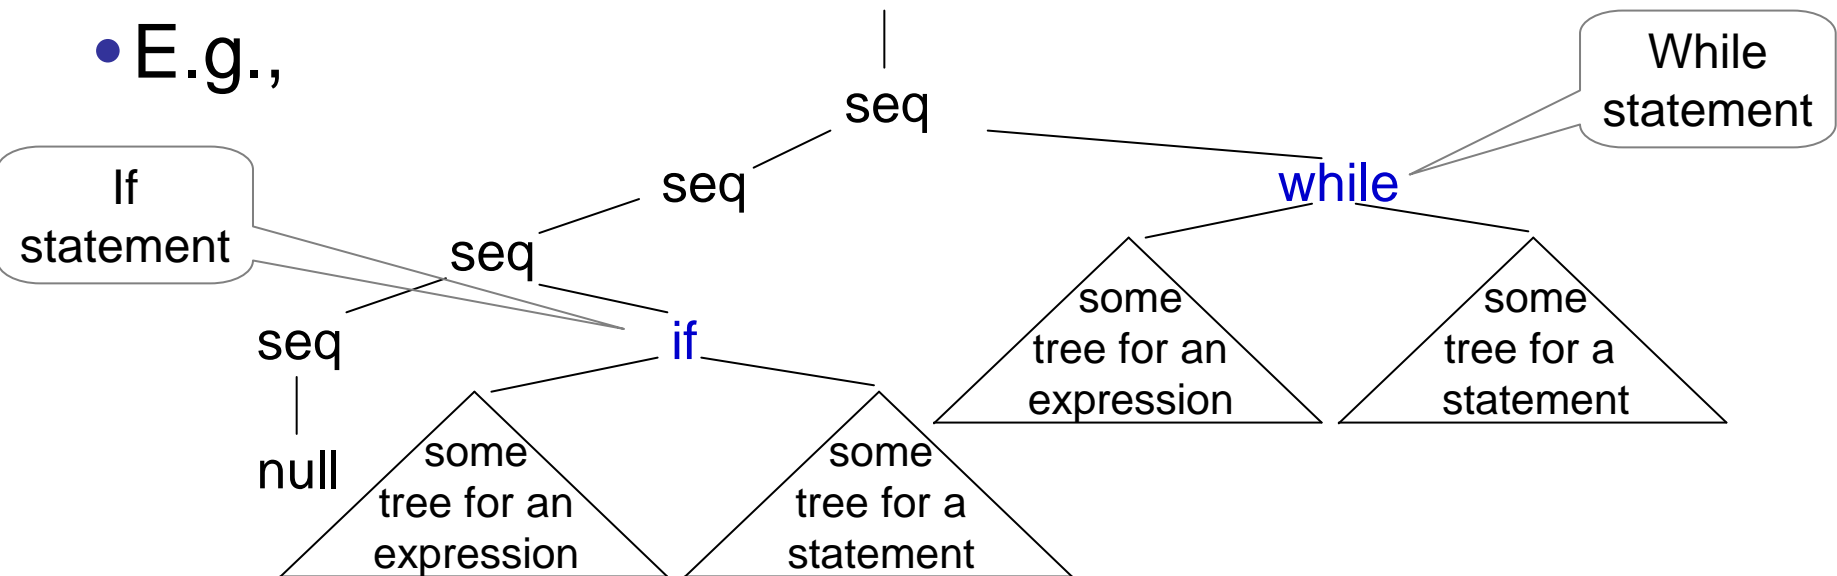 • E.g.,
While
statement
seq
seq
while
If
statement
seq
seq
if
null
some
tree for an
expression
some
tree for a
statement
some
tree for an
expression
some
tree for a
statement